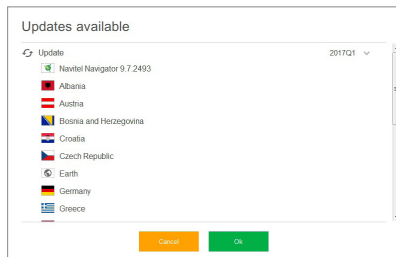 Updates available
Update 2017Q1
Navitel Navigator 9.7.2493
Albania
Austria
Bosnia and Herzegovina
Croatia
Czech Republic
Earth
Germany
Greece
Cancel Ok